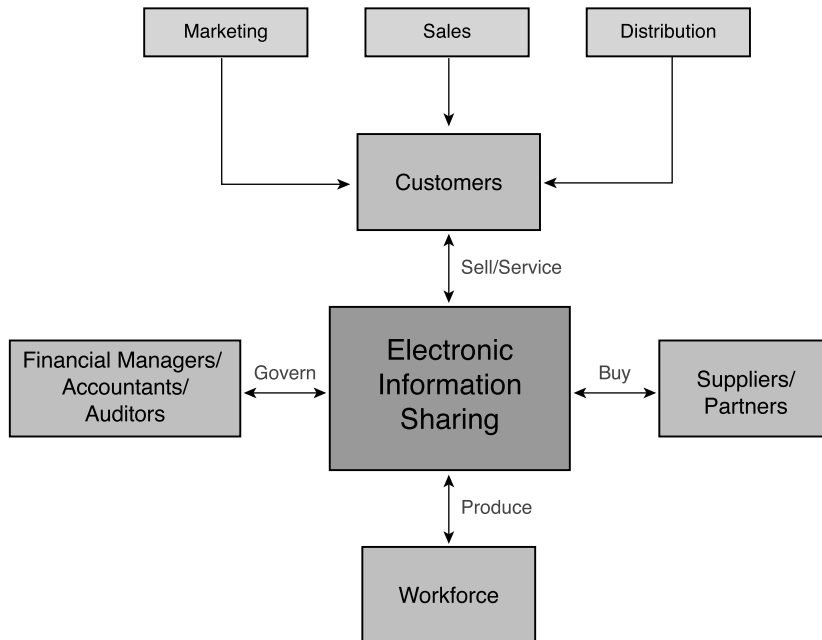 Marketing
Sales
Distribution
Customers
Sell/Service
Financial Managers/
Accountants/
Auditors
Govern
Electronic
Information
Sharing
Buy
Suppliers/
Partners
Produce
Workforce